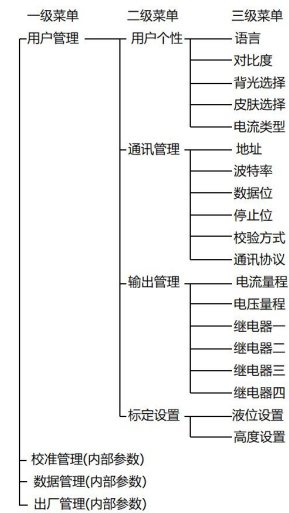 一级菜单 二级菜单 三级菜单
用户管理 用户个性 语言
对比度
背光选择
皮肤选择
电流类型
通讯管理 地址
波特率
数据位
停止位
校验方式
通讯协议
输出管理 电流量程
电压量程
继电器一
继电器二
继电器三
继电器四
标定设置 液位设置
高度设置
校准管理(内部参数)
数据管理(内部参数)
出厂管理(内部参数)